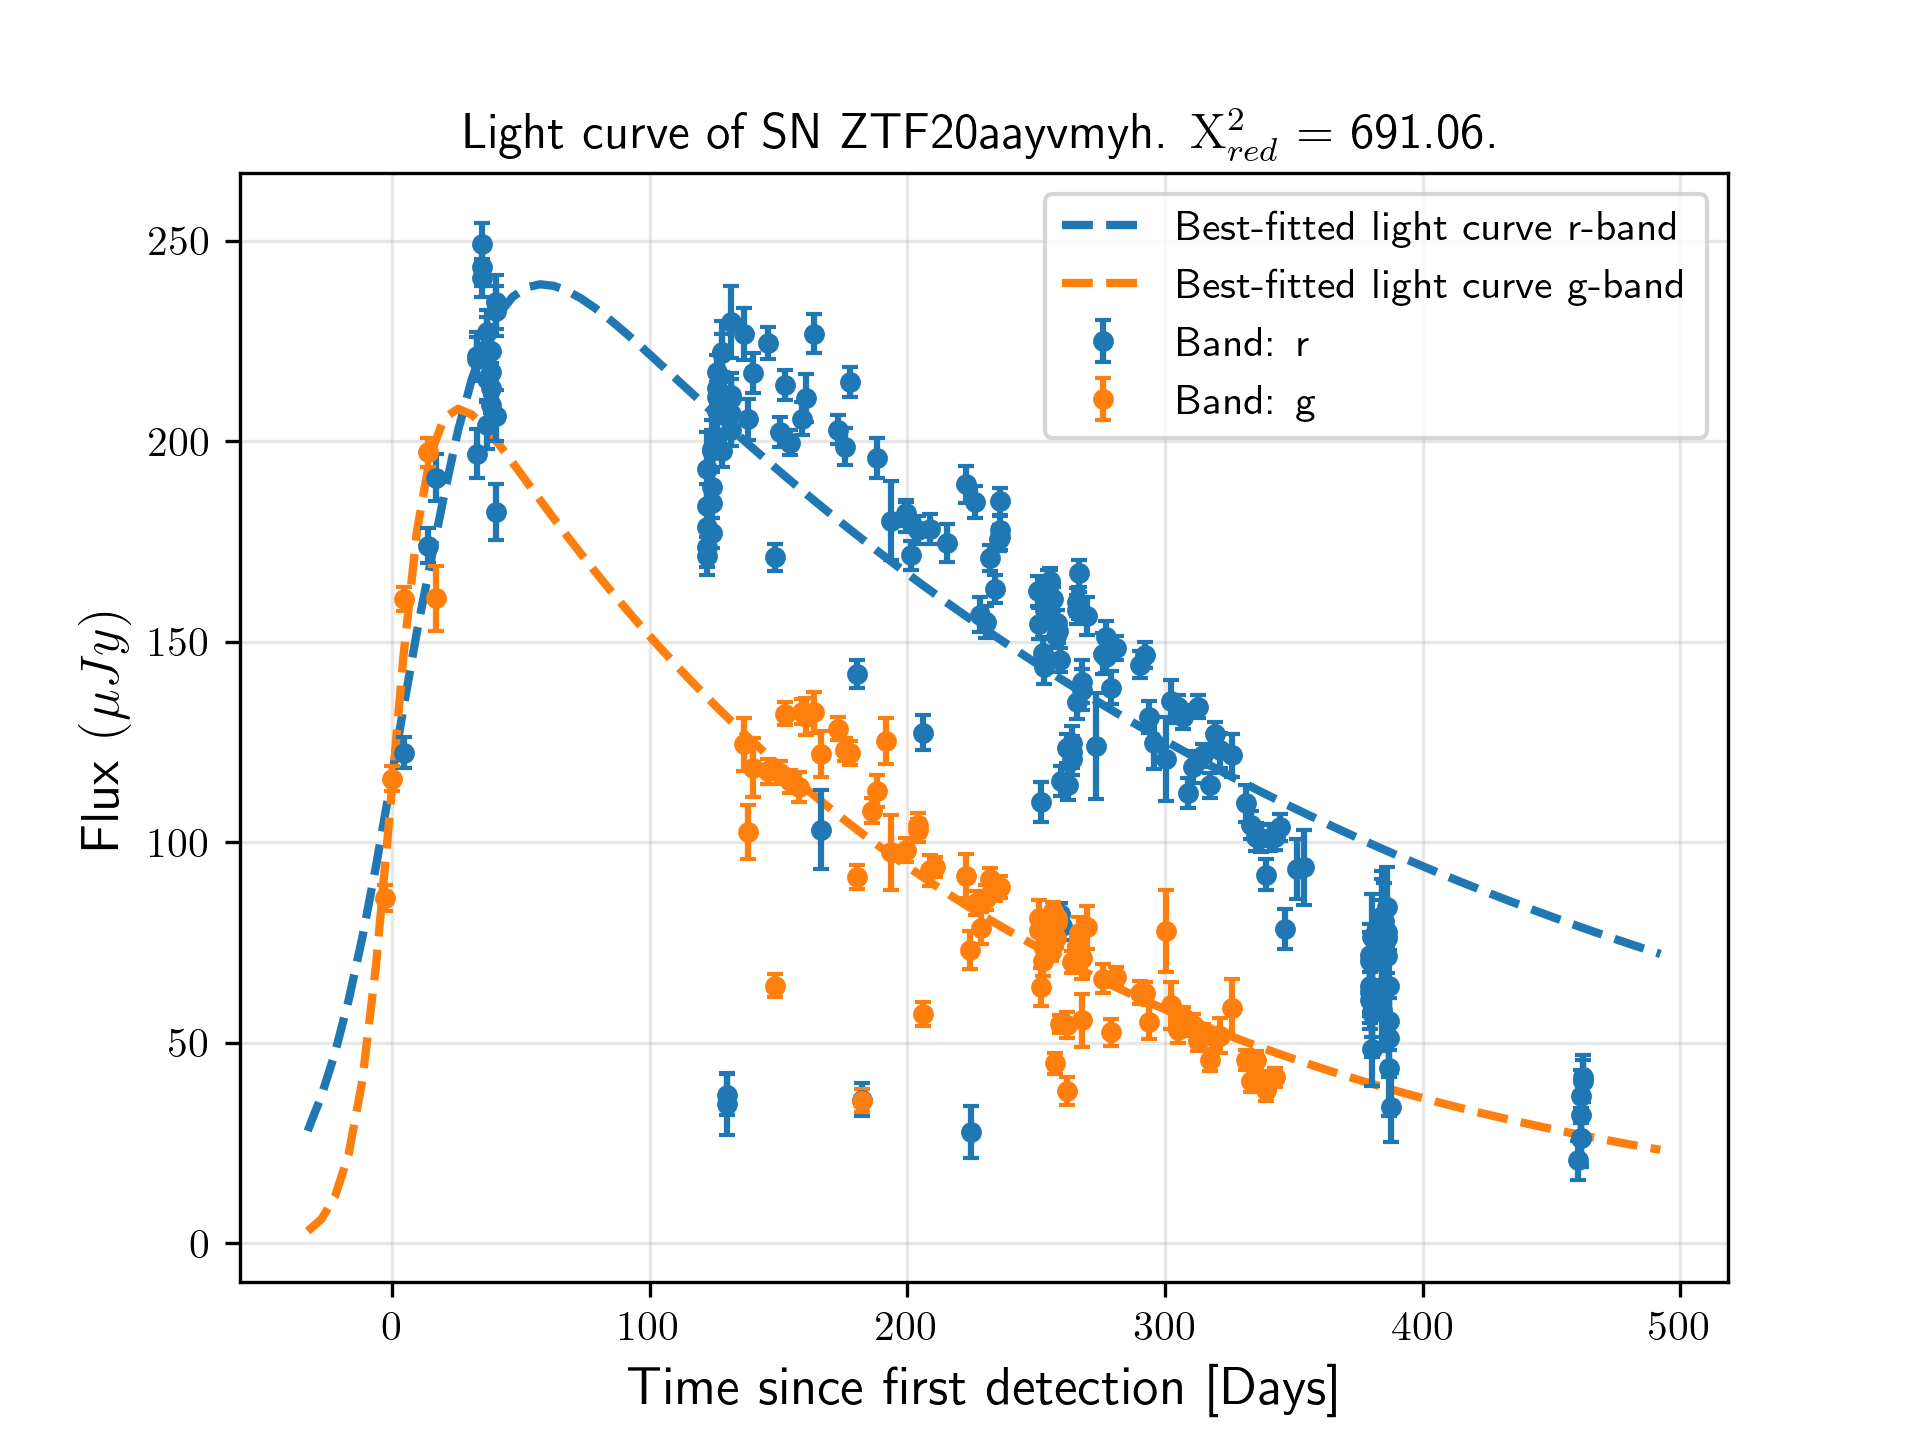 Light curve of SN ZTF20aayvmyh. X²_red = 691.06.
Best-fitted light curve r-band
Best-fitted light curve g-band
Band: r
Band: g
Flux (μJy)
250
200
150
100
50
0
0 100 200 300 400 500
Time since first detection [Days]